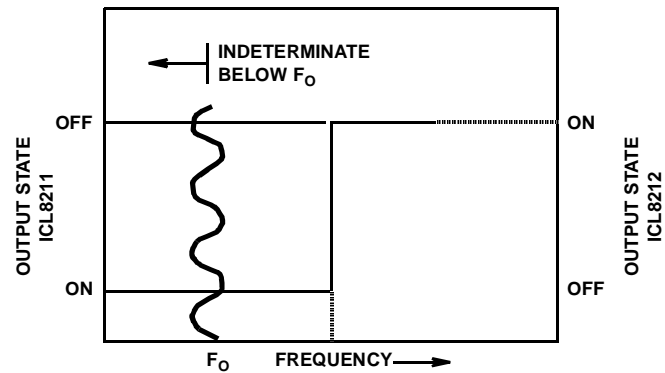 INDETERMINATE
BELOW FO
OFF
ON
OUTPUT STATE
ICL8211
ON
OFF
OUTPUT STATE
ICL8212
FO
FREQUENCY